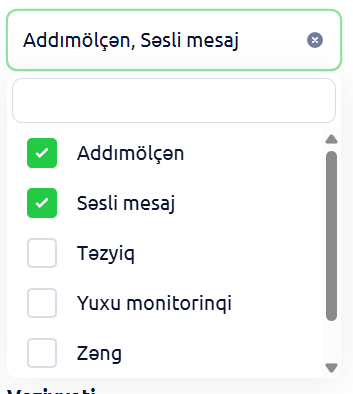 Addımölçən, Səsli mesaj
Addımölçən
Səsli mesaj
Təzyiq
Yuxu monitorinqi
Zəng